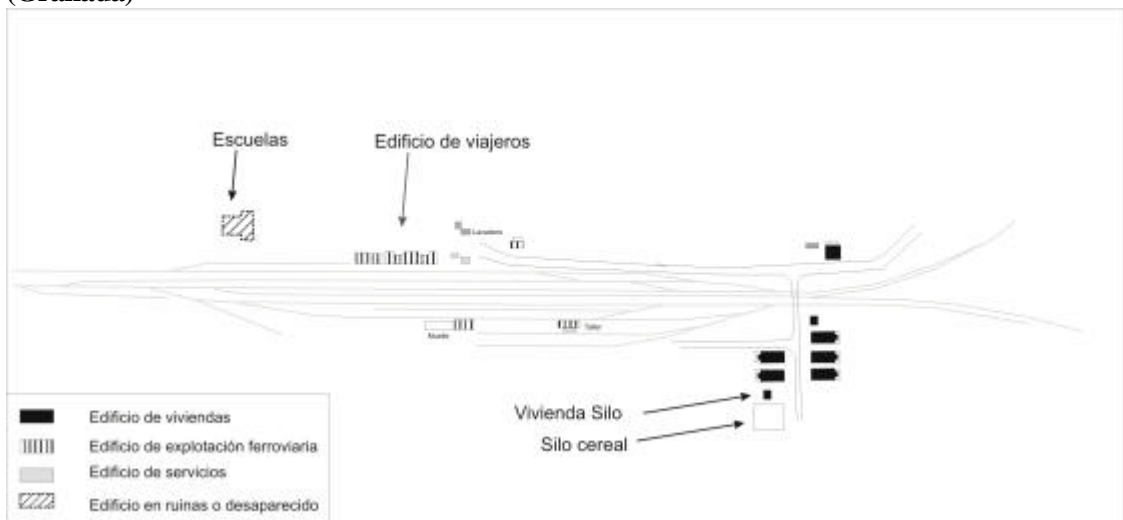 (Granada)
Escuelas
Edificio de viajeros
Lavadero
Muelle
Taller
Vivienda Silo
Silo cereal
Edificio de viviendas
Edificio de explotación ferroviaria
Edificio de servicios
Edificio en ruinas o desaparecido